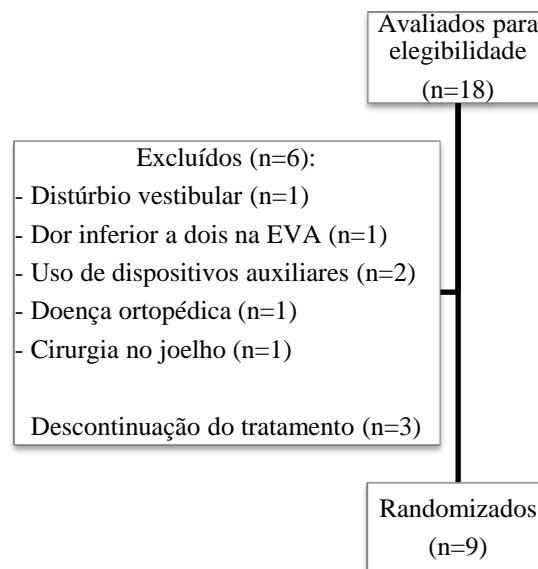 Avaliados para
elegibilidade
(n=18)
Excluídos (n=6):
- Distúrbio vestibular (n=1)
- Dor inferior a dois na EVA (n=1)
- Uso de dispositivos auxiliares (n=2)
- Doença ortopédica (n=1)
- Cirurgia no joelho (n=1)
Descontinuação do tratamento (n=3)
Randomizados
(n=9)